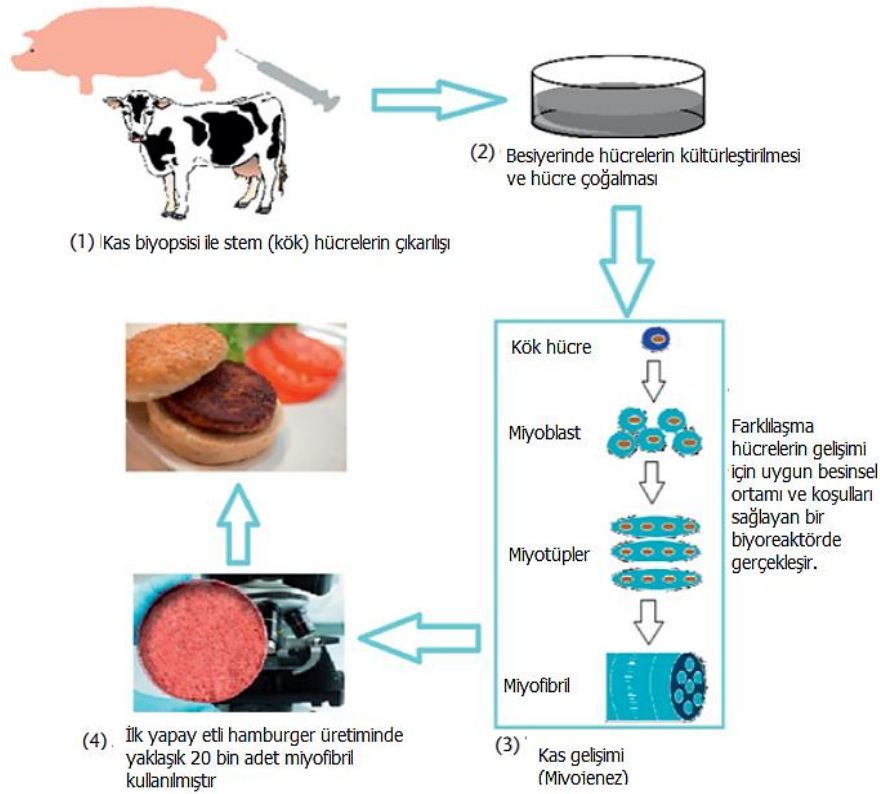 (1) Kas biyopsisi ile stem (kök) hücrelerin çıkarılışı
(2) Besiyerinde hücrelerin kültürleştirilmesi
ve hücre çoğalması
Kök hücre
Miyoblast
Miyotüpler
Miyofibril
Farklılaşma
hücrelerin gelişimi
için uygun besinsel
ortamı ve koşulları
sağlayan bir
biyoreaktörde
gerçekleşir.
(3) Kas gelişimi
(Miyojenez)
(4) İlk yapay etli hamburger üretiminde
yaklaşık 20 bin adet miyofibril
kullanılmıştır